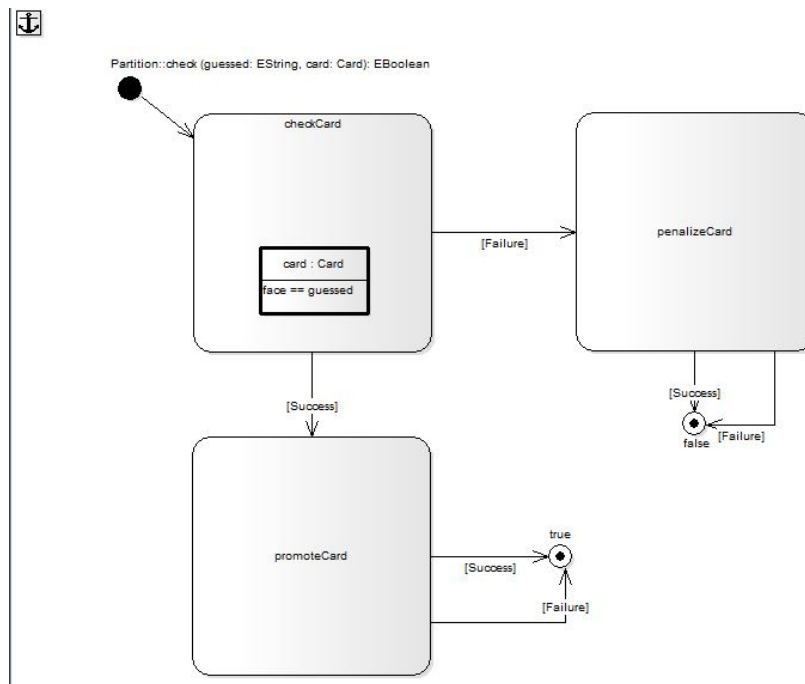 Partition::check (guessed: EString, card: Card): EBoolean
checkCard
card : Card
face == guessed
[Failure]
penalizeCard
[Success]
[Failure]
false
[Success]
promoteCard
true
[Success]
[Failure]